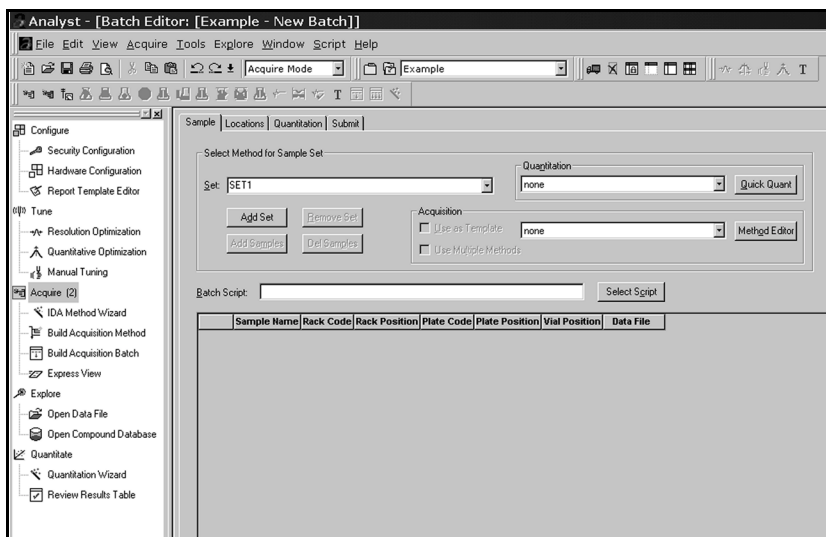 Analyst - [Batch Editor: [Example - New Batch]]
File Edit View Acquire Tools Explore Window Script Help
Acquire Mode Example T
T
Configure
Security Configuration
Hardware Configuration
Report Template Editor
Tune
Resolution Optimization
Quantitative Optimization
Manual Tuning
Acquire (2)
IDA Method Wizard
Build Acquisition Method
Build Acquisition Batch
Express View
Explore
Open Data File
Open Compound Database
Quantitate
Quantitation Wizard
Review Results Table
Sample Locations Quantitation Submit
Select Method for Sample Set
Set: SET1
Quantitation
none Quick Quant
Add Set Remove Set
Add Samples Del Samples
Acquisition
Use as Template none Method Editor
Use Multiple Methods
Batch Script: Select Script
Sample Name Rack Code Rack Position Plate Code Plate Position Vial Position Data File